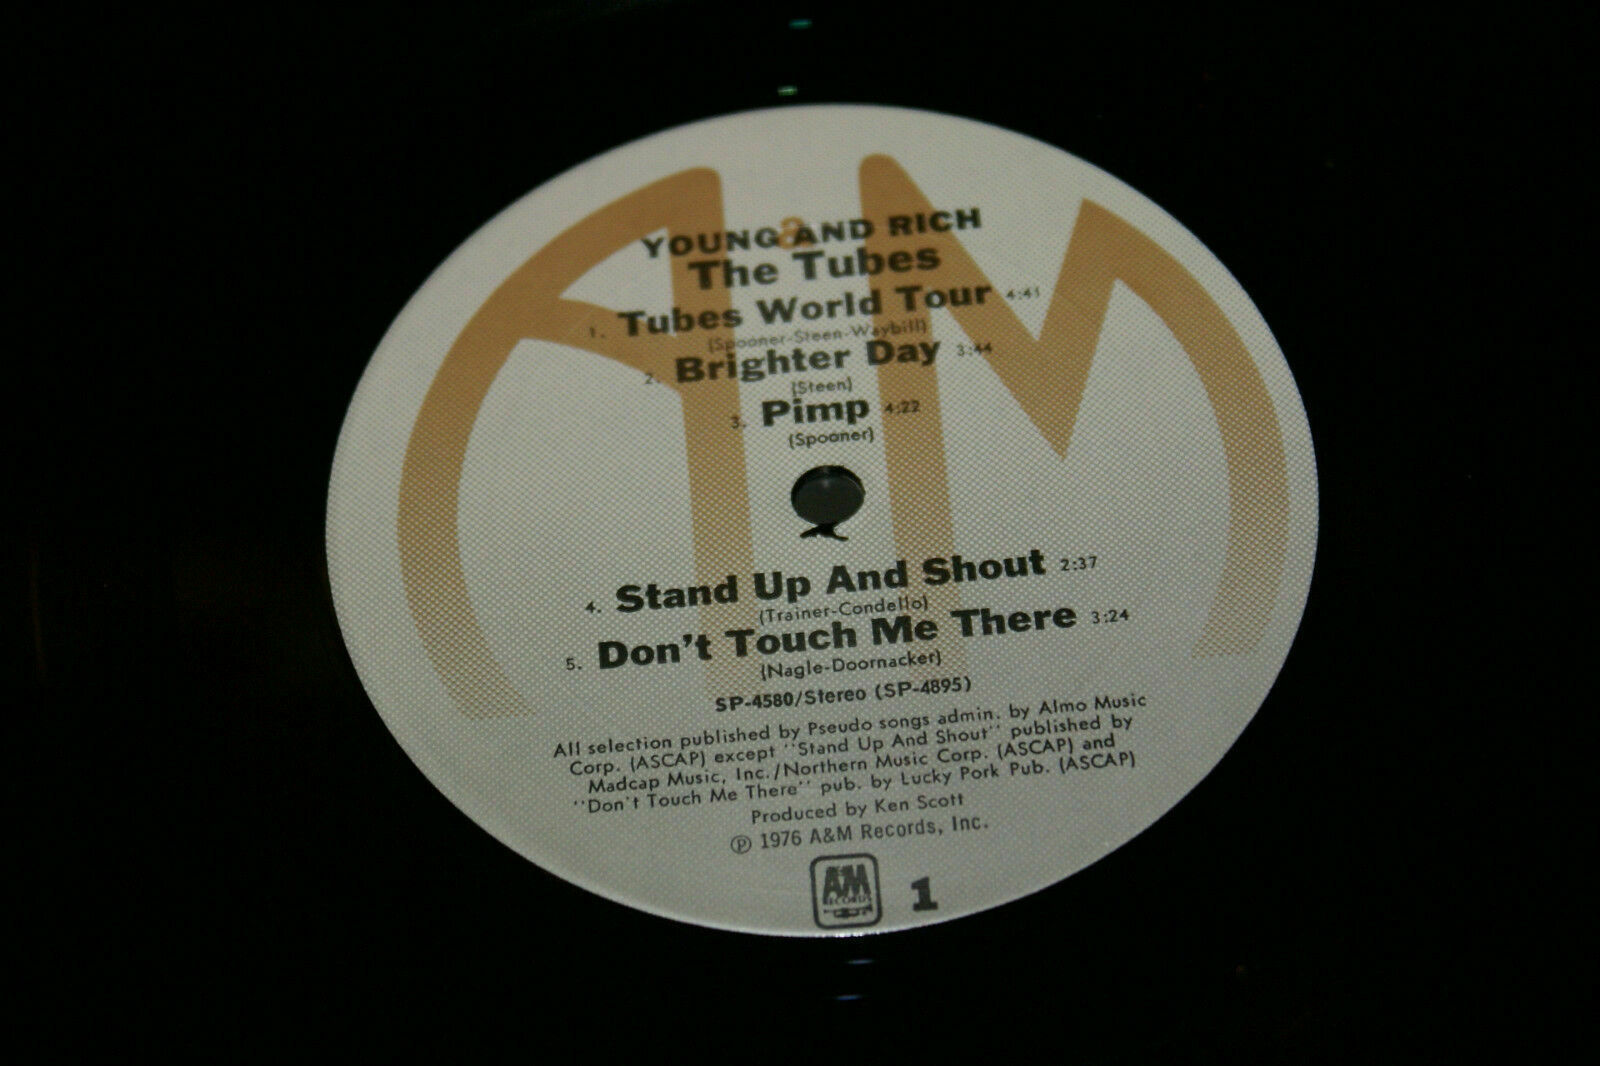 YOUNG AND RICH
The Tubes
1. Tubes World Tour 4:41
(Spooner-Steen-Waybill)
2. Brighter Day 3:44
(Steen)
3. Pimp 4:22
(Spooner)
4. Stand Up And Shout 2:37
(Trainer-Condello)
5. Don't Touch Me There 3:24
(Nagle-Doornacker)
SP-4580/Stereo (SP-4895)
All selection published by Pseudo songs admin. by Almo Music
Corp. (ASCAP) except "Stand Up And Shout" published by
Madcap Music, Inc./Northern Music Corp. (ASCAP) and
"Don't Touch Me There" pub. by Lucky Pork Pub. (ASCAP)
Produced by Ken Scott
℗ 1976 A&M Records, Inc.
A&M
RECORDS
1